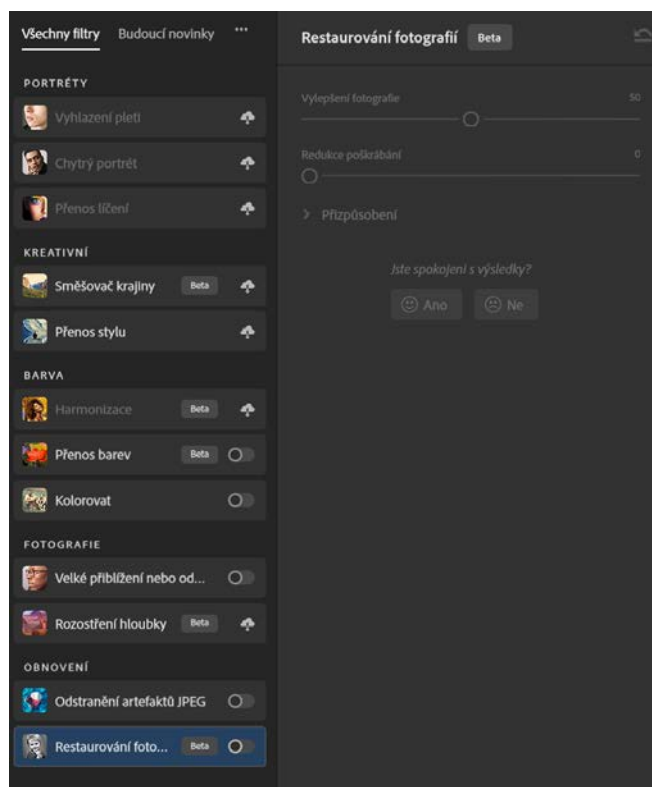 Všechny filtry Budoucí novinky ...
PORTRÉTY
Vyhlazení pleti
Chytrý portrét
Přenos líčení
KREATIVNÍ
Směšovač krajiny Beta
Přenos stylu
BARVA
Harmonizace Beta
Přenos barev Beta
Kolorovat
FOTOGRAFIE
Velké přiblížení nebo od...
Rozostření hloubky Beta
OBNOVENÍ
Odstranění artefaktů JPEG
Restaurování foto... Beta
Restaurování fotografií Beta
Vylepšení fotografie 50
Redukce poškrábání 0
Přizpůsobení
Jste spokojeni s výsledky?
Ano Ne